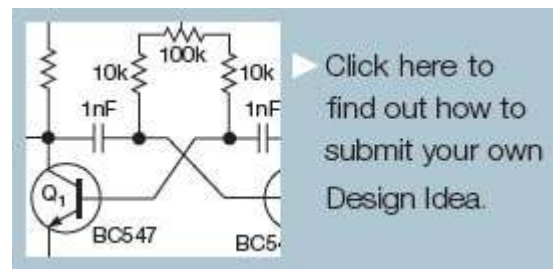 100k
10k
10k
1nF
1nF
Q1
BC547
Click here to
find out how to
submit your own
Design Idea.